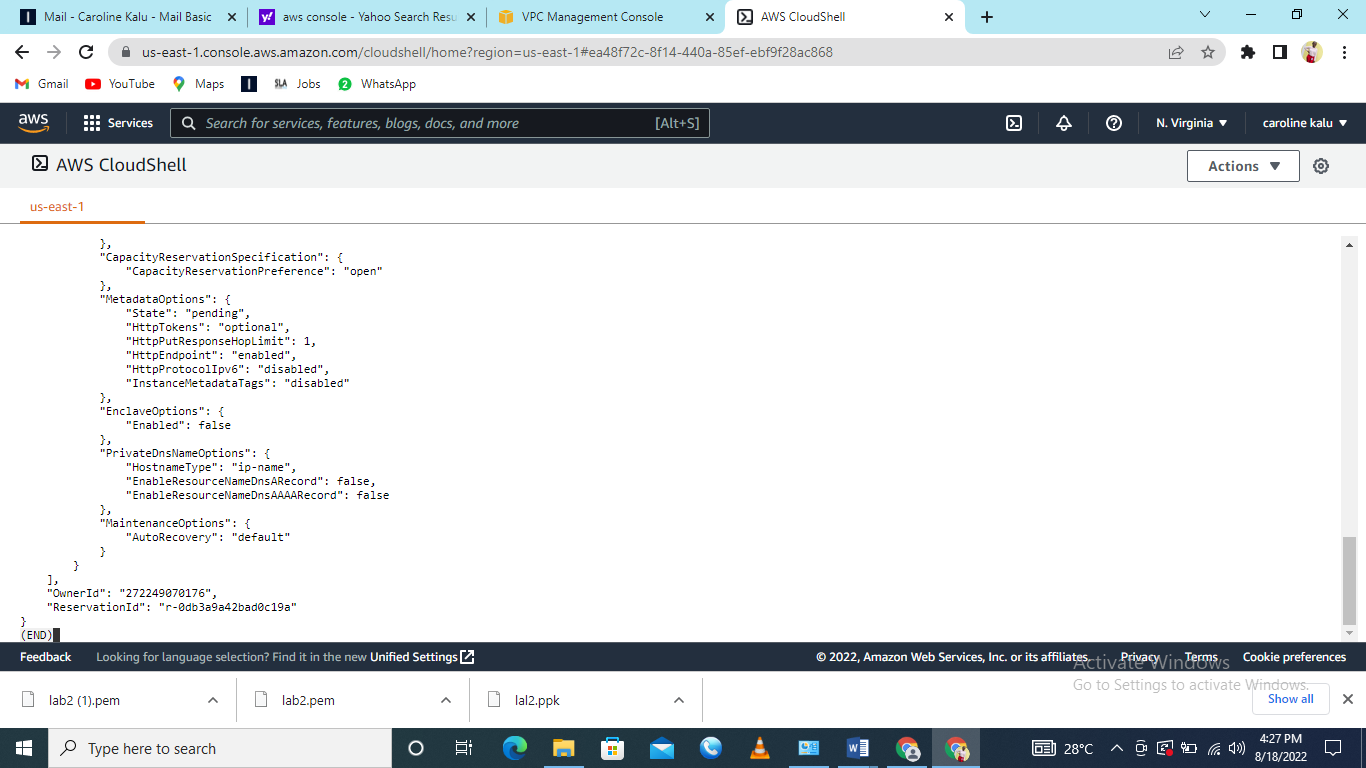 Mail - Caroline Kalu - Mail Basic
aws console - Yahoo Search Resu
VPC Management Console
AWS CloudShell
us-east-1.console.aws.amazon.com/cloudshell/home?region=us-east-1#ea48f72c-8f14-440a-85ef-ebf9f28ac868
Gmail
YouTube
Maps
SLA Jobs
2 WhatsApp
aws
Services
Search for services, features, blogs, docs, and more [Alt+S]
N. Virginia
caroline kalu
AWS CloudShell
Actions
us-east-1
},
"CapacityReservationSpecification": {
"CapacityReservationPreference": "open"
},
"MetadataOptions": {
"State": "pending",
"HttpTokens": "optional",
"HttpPutResponseHopLimit": 1,
"HttpEndpoint": "enabled",
"HttpProtocolIpv6": "disabled",
"InstanceMetadataTags": "disabled"
},
"EnclaveOptions": {
"Enabled": false
},
"PrivateDnsNameOptions": {
"HostnameType": "ip-name",
"EnableResourceNameDnsARecord": false,
"EnableResourceNameDnsAAAARecord": false
},
"MaintenanceOptions": {
"AutoRecovery": "default"
}
}
],
"OwnerId": "272249070176",
"ReservationId": "r-0db3a9a42bad0c19a"
}
(END)
Feedback
Looking for language selection? Find it in the new Unified Settings
© 2022, Amazon Web Services, Inc. or its affiliates.
Privacy
Terms
Cookie preferences
Activate Windows
Go to Settings to activate Windows.
lab2 (1).pem
lab2.pem
lal2.ppk
Show all
Type here to search
28°C
4:27 PM
8/18/2022